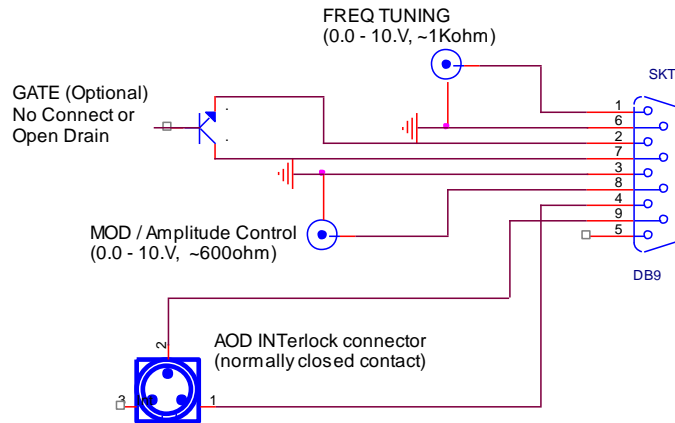 FREQ TUNING
(0.0 - 10.V, ~1Kohm)
SKT
GATE (Optional)
No Connect or
Open Drain
1
6
2
7
3
8
4
9
5
MOD / Amplitude Control
(0.0 - 10.V, ~600ohm)
DB9
AOD INTerlock connector
(normally closed contact)
2
3
1